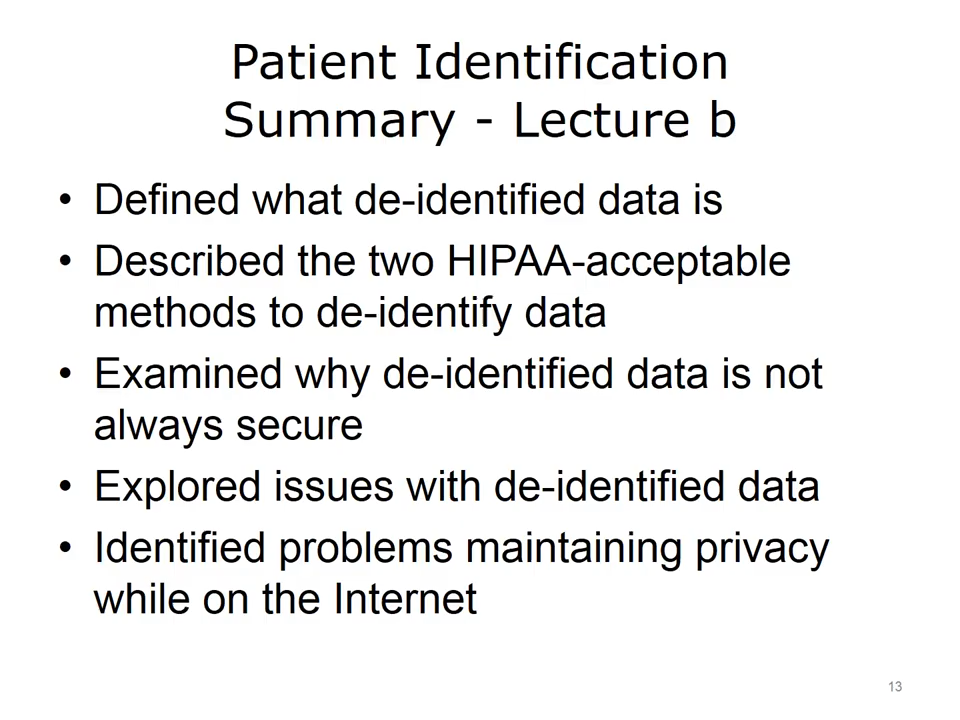 Patient Identification
Summary - Lecture b
• Defined what de-identified data is
• Described the two HIPAA-acceptable
methods to de-identify data
• Examined why de-identified data is not
always secure
• Explored issues with de-identified data
• Identified problems maintaining privacy
while on the Internet
13